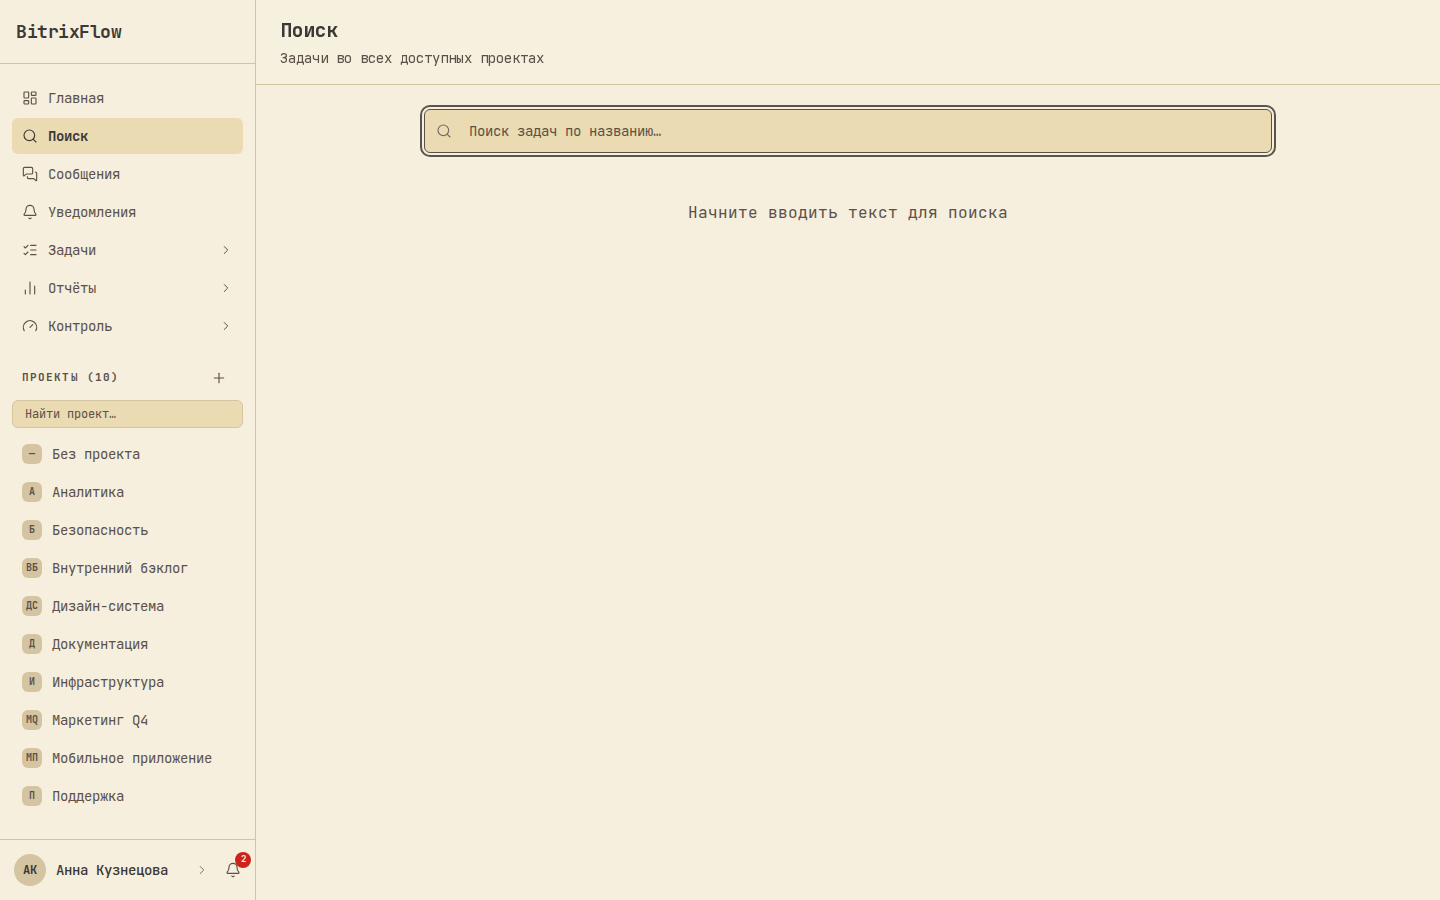 BitrixFlow
Главная
Поиск
Сообщения
Уведомления
Задачи
Отчёты
Контроль
ПРОЕКТЫ (10)
Найти проект…
— Без проекта
А Аналитика
Б Безопасность
ВБ Внутренний бэклог
ДС Дизайн-система
Д Документация
И Инфраструктура
МQ Маркетинг Q4
МП Мобильное приложение
П Поддержка
АК Анна Кузнецова
2
Поиск
Задачи во всех доступных проектах
Поиск задач по названию…
Начните вводить текст для поиска